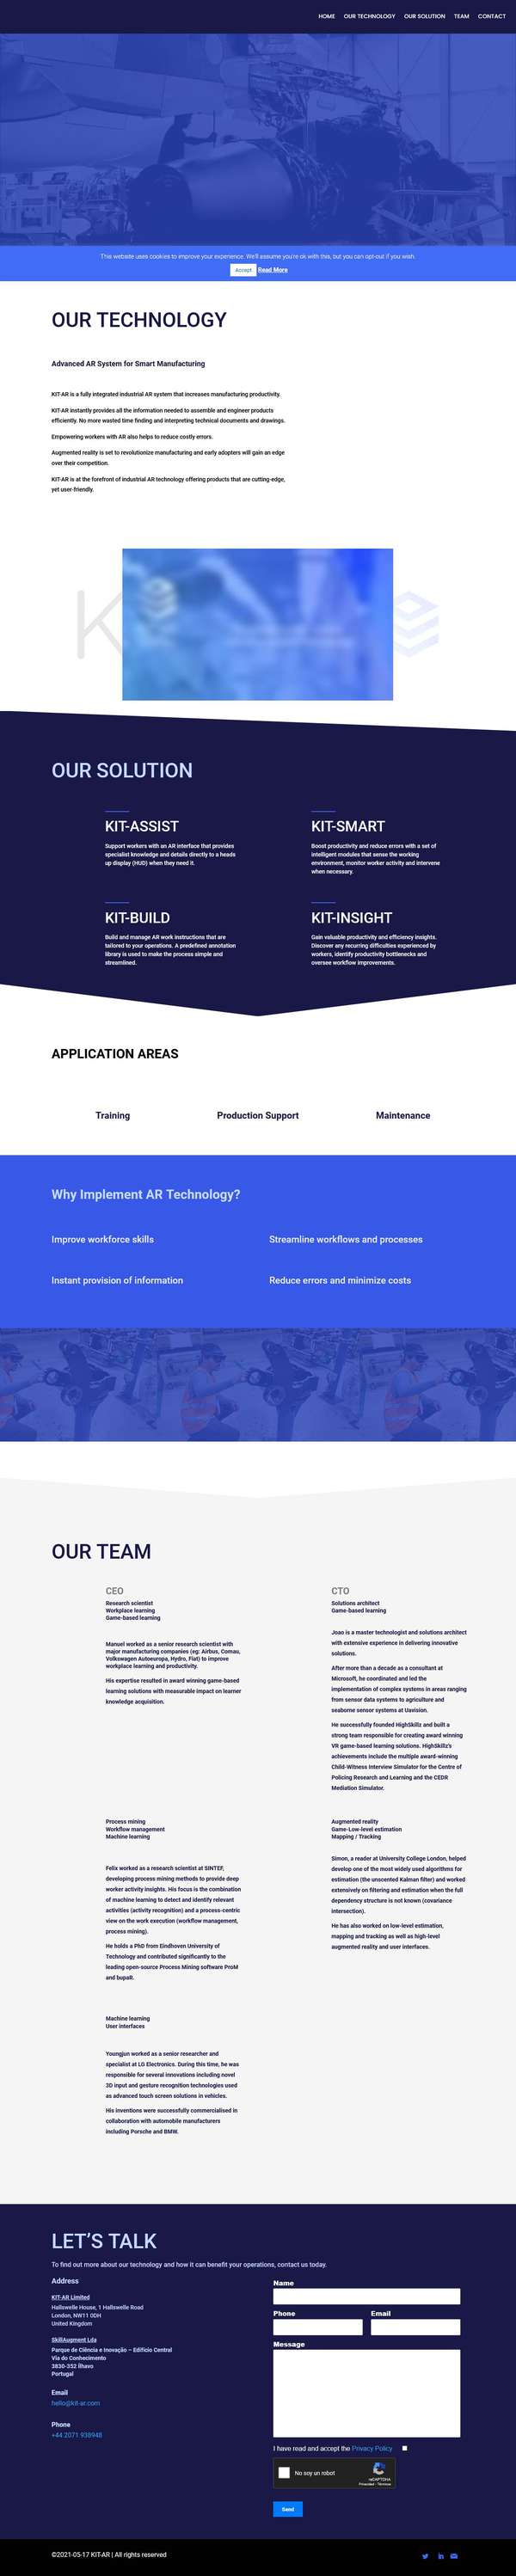 HOME OUR TECHNOLOGY OUR SOLUTION TEAM CONTACT
This website uses cookies to improve your experience. We'll assume you're ok with this, but you can opt-out if you wish.
Accept Read More
OUR TECHNOLOGY
Advanced AR System for Smart Manufacturing
KIT-AR is a fully integrated industrial AR system that increases manufacturing productivity.
KIT-AR instantly provides all the information needed to assemble and engineer products
efficiently. No more wasted time finding and interpreting technical documents and drawings.
Empowering workers with AR also helps to reduce costly errors.
Augmented reality is set to revolutionize manufacturing and early adopters will gain an edge
over their competition.
KIT-AR is at the forefront of industrial AR technology offering products that are cutting-edge,
yet user-friendly.
K
OUR SOLUTION
KIT-ASSIST
Support workers with an AR interface that provides
specialist knowledge and details directly to a heads
up display (HUD) when they need it.
KIT-SMART
Boost productivity and reduce errors with a set of
intelligent modules that sense the working
environment, monitor worker activity and intervene
when necessary.
KIT-BUILD
Build and manage AR work instructions that are
tailored to your operations. A predefined annotation
library is used to make the process simple and
streamlined.
KIT-INSIGHT
Gain valuable productivity and efficiency insights.
Discover any recurring difficulties experienced by
workers, identify productivity bottlenecks and
oversee workflow improvements.
APPLICATION AREAS
Training
Production Support
Maintenance
Why Implement AR Technology?
Improve workforce skills
Streamline workflows and processes
Instant provision of information
Reduce errors and minimize costs
OUR TEAM
CEO
Research scientist
Workplace learning
Game-based learning
Manuel worked as a senior research scientist with
major manufacturing companies (eg: Airbus, Comau,
Volkswagen Autoeuropa, Hydro, Fiat) to improve
workplace learning and productivity.
His expertise resulted in award winning game-based
learning solutions with measurable impact on learner
knowledge acquisition.
CTO
Solutions architect
Game-based learning
Joao is a master technologist and solutions architect
with extensive experience in delivering innovative
solutions.
After more than a decade as a consultant at
Microsoft, he coordinated and led the
implementation of complex systems in areas ranging
from sensor data systems to agriculture and
seaborne sensor systems at Uavision.
He successfully founded HighSkillz and built a
strong team responsible for creating award winning
VR game-based learning solutions. HighSkillz's
achievements include the multiple award-winning
Child-Witness Interview Simulator for the Centre of
Policing Research and Learning and the CEDR
Mediation Simulator.
Process mining
Workflow management
Machine learning
Felix worked as a research scientist at SINTEF,
developing process mining methods to provide deep
worker activity insights. His focus is the combination
of machine learning to detect and identify relevant
activities (activity recognition) and a process-centric
view on the work execution (workflow management,
process mining).
He holds a PhD from Eindhoven University of
Technology and contributed significantly to the
leading open-source Process Mining software ProM
and bupaR.
Augmented reality
Game-Low-level estimation
Mapping / Tracking
Simon, a reader at University College London, helped
develop one of the most widely used algorithms for
estimation (the unscented Kalman filter) and worked
extensively on filtering and estimation when the full
dependency structure is not known (covariance
intersection).
He has also worked on low-level estimation,
mapping and tracking as well as high-level
augmented reality and user interfaces.
Machine learning
User interfaces
Youngjun worked as a senior researcher and
specialist at LG Electronics. During this time, he was
responsible for several innovations including novel
3D input and gesture recognition technologies used
as advanced touch screen solutions in vehicles.
His inventions were successfully commercialised in
collaboration with automobile manufacturers
including Porsche and BMW.
LET'S TALK
To find out more about our technology and how it can benefit your operations, contact us today.
Address
KIT-AR Limited
Hallswelle House, 1 Hallswelle Road
London, NW11 0DH
United Kingdom
SkillAugment Lda
Parque de Ciência e Inovação – Edifício Central
Via do Conhecimento
3830-352 Ílhavo
Portugal
Email
hello@kit-ar.com
Phone
+44 2071 938948
Name
Phone
Email
Message
I have read and accept the Privacy Policy
No soy un robot
reCAPTCHA
Privacidad - Términos
Send
©2021-05-17 KIT-AR | All rights reserved